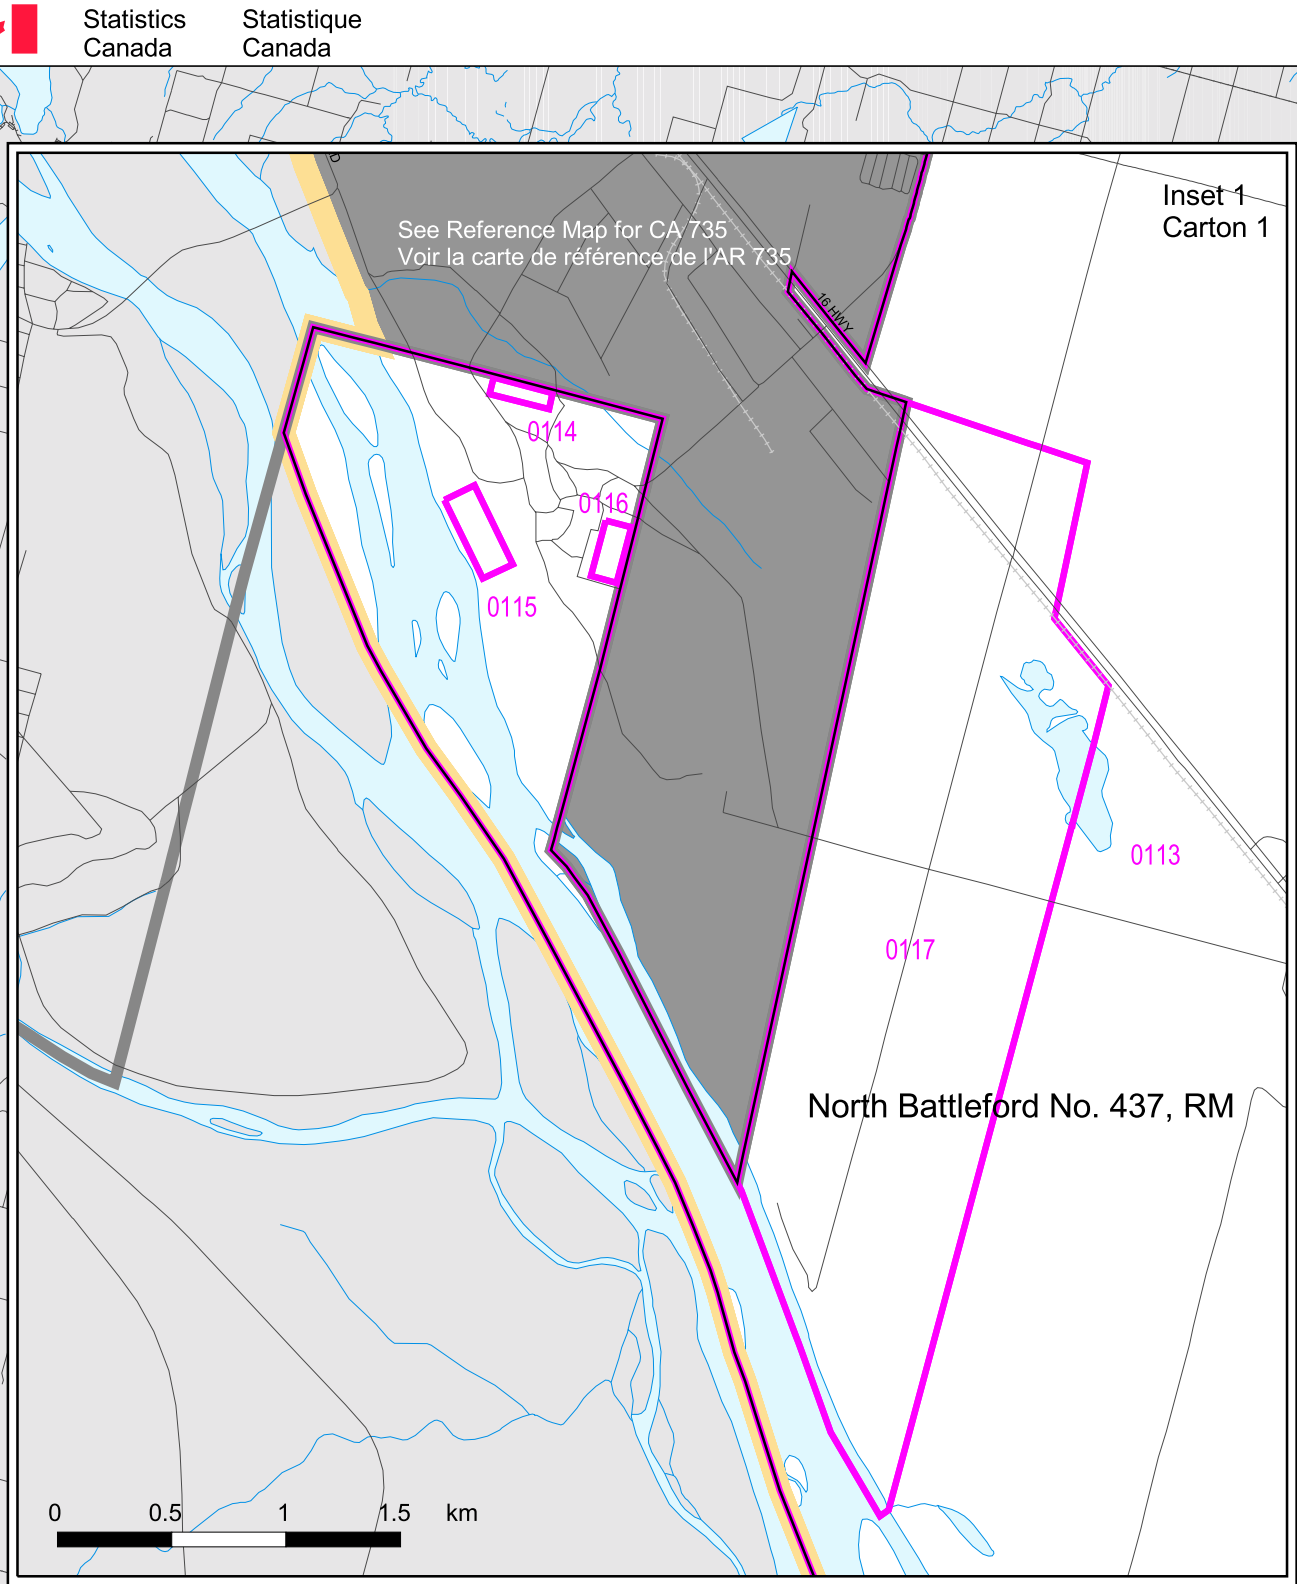 Statistics Statistique
Canada Canada
D
Inset 1
Carton 1
See Reference Map for CA 735
Voir la carte de référence de l'AR 735
16 HWY
0114
0116
0115
0113
0117
North Battleford No. 437, RM
0 0.5 1 1.5 km